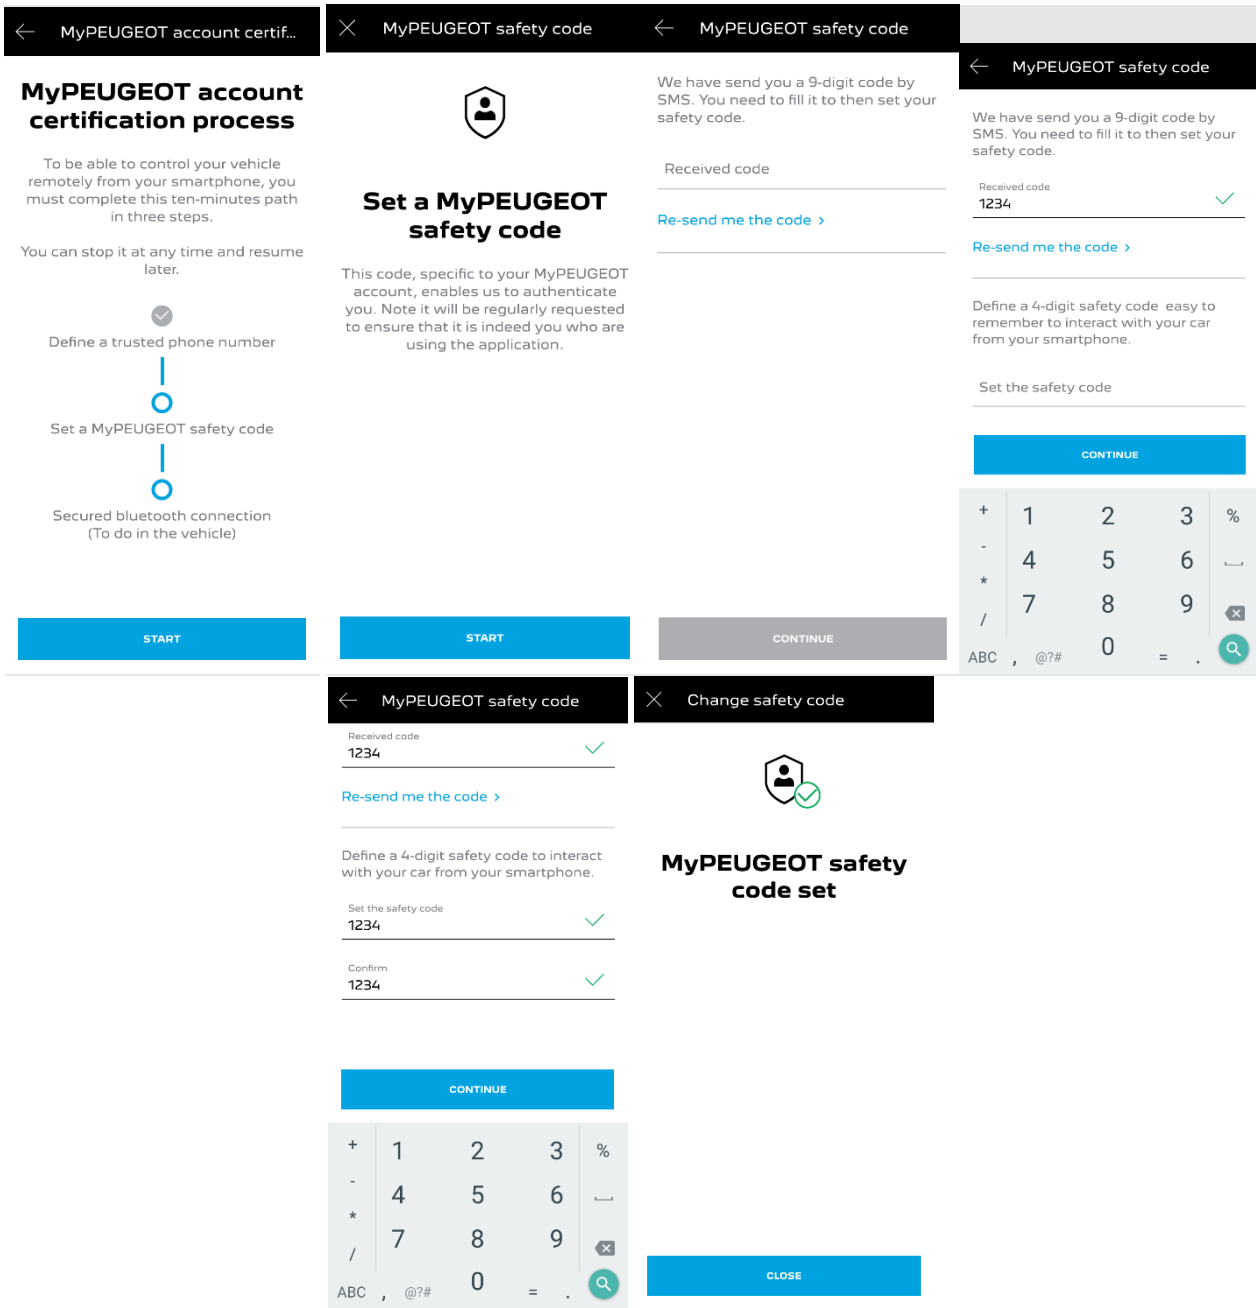 MyPEUGEOT account certif...
MyPEUGEOT account
certification process
To be able to control your vehicle
remotely from your smartphone, you
must complete this ten-minutes path
in three steps.
You can stop it at any time and resume
later.
Define a trusted phone number
Set a MyPEUGEOT safety code
Secured bluetooth connection
(To do in the vehicle)
START
MyPEUGEOT safety code
Set a MyPEUGEOT
safety code
This code, specific to your MyPEUGEOT
account, enables us to authenticate
you. Note it will be regularly requested
to ensure that it is indeed you who are
using the application.
START
MyPEUGEOT safety code
We have send you a 9-digit code by
SMS. You need to fill it to then set your
safety code.
Received code
Re-send me the code >
CONTINUE
MyPEUGEOT safety code
We have send you a 9-digit code by
SMS. You need to fill it to then set your
safety code.
Received code
1234
Re-send me the code >
Define a 4-digit safety code easy to
remember to interact with your car
from your smartphone.
Set the safety code
CONTINUE
+ 1 2 3 %
- 4 5 6
* 7 8 9
/
ABC , @?# 0 = .
MyPEUGEOT safety code
Received code
1234
Re-send me the code >
Define a 4-digit safety code to interact
with your car from your smartphone.
Set the safety code
1234
Confirm
1234
CONTINUE
+ 1 2 3 %
- 4 5 6
* 7 8 9
/
ABC , @?# 0 = .
Change safety code
MyPEUGEOT safety
code set
CLOSE